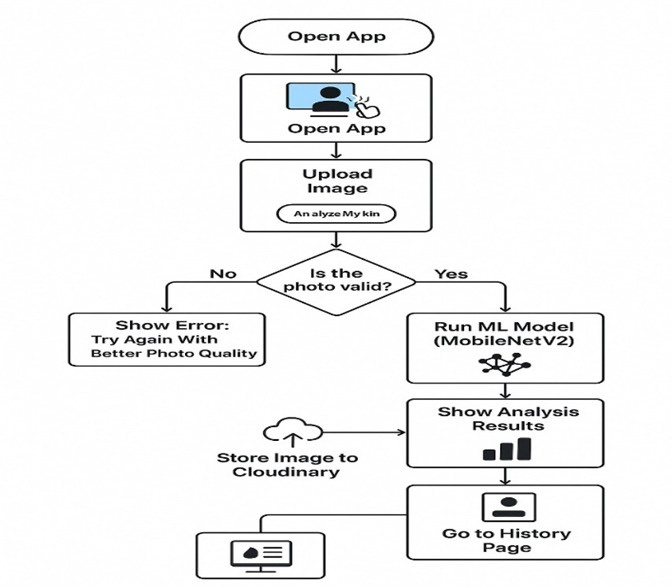 Open App
Open App
Upload
Image
An alyze My kin
Is the
photo valid?
No
Yes
Show Error:
Try Again With
Better Photo Quality
Run ML Model
(MobileNetV2)
Show Analysis
Results
Store Image to
Cloudinary
Go to History
Page